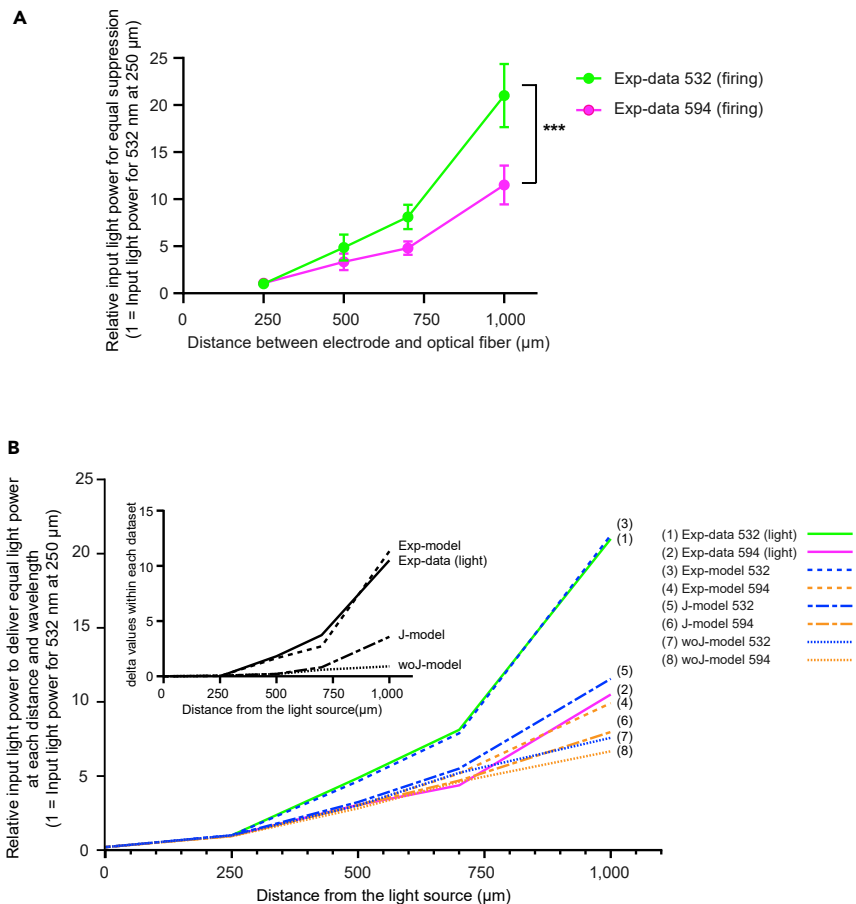 A
Relative input light power for equal suppression
(1 = Input light power for 532 nm at 250 µm)
25
20
15
10
5
0
0
250
500
750
1,000
Distance between electrode and optical fiber (µm)
Exp-data 532 (firing)
Exp-data 594 (firing)
***
B
Relative input light power to deliver equal light power
at each distance and wavelength
(1 = Input light power for 532 nm at 250 µm)
25
20
15
10
5
0
0
250
500
750
1,000
Distance from the light source (µm)
delta values within each dataset
15
10
5
0
0
250
500
750
1,000
Distance from the light source(µm)
Exp-model
Exp-data (light)
J-model
woJ-model
(3)
(1)
(5)
(2)
(4)
(6)
(7)
(8)
(1) Exp-data 532 (light)
(2) Exp-data 594 (light)
(3) Exp-model 532
(4) Exp-model 594
(5) J-model 532
(6) J-model 594
(7) woJ-model 532
(8) woJ-model 594